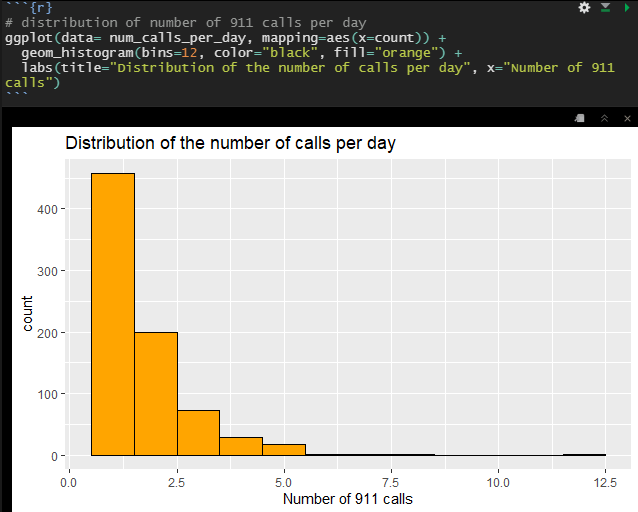 ```{r}
# distribution of number of 911 calls per day
ggplot(data= num_calls_per_day, mapping=aes(x=count)) +
  geom_histogram(bins=12, color="black", fill="orange") +
  labs(title="Distribution of the number of calls per day", x="Number of 911
calls")
```
Distribution of the number of calls per day
400
300
200
100
0
count
0.0 2.5 5.0 7.5 10.0 12.5
Number of 911 calls